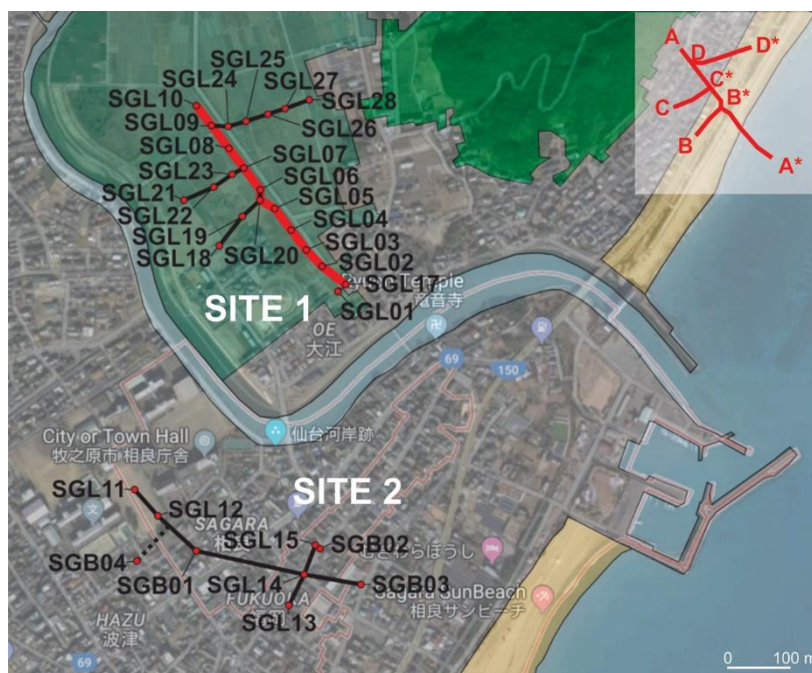 SGL25
SGL24
SGL27
SGL10
SGL28
SGL09
SGL26
SGL08
SGL07
SGL23
SGL06
SGL21
SGL05
SGL22
SGL04
SGL19
SGL03
SGL18
SGL02
SGL20
Ryuon Temple
竜音寺
SGL17
SGL01
SITE 1
OE
大江
69
150
City or Town Hall
牧之原市 相良庁舎
仙台河岸跡
SITE 2
SGL11
SGL12
SAGARA
SGL15
SGB02
SGB04
SGB01
SGL14
SGB03
FUKUOKA
SGL13
Sagara SunBeach
相良サンビーチ
HAZU
波津
69
文
A
D
D*
C*
C
B*
B
A*
0 100 m